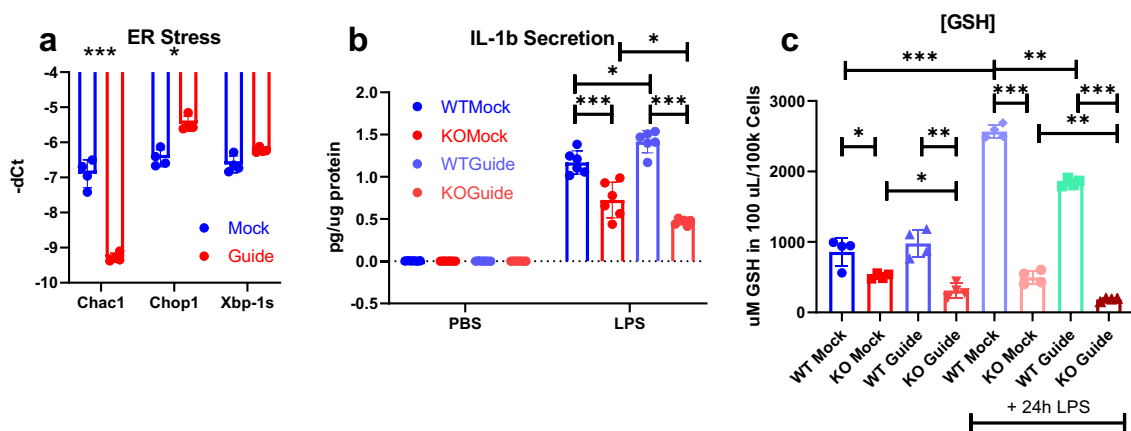 a
ER Stress
***
*
-4
-5
-6
-7
-8
-9
-10
-dCt
Mock
Guide
Chac1
Chop1
Xbp-1s
b
IL-1b Secretion
*
*
***
***
2.0
1.5
1.0
0.5
0.0
-0.5
pg/ug protein
WTMock
KOMock
WTGuide
KOGuide
PBS
LPS
c
[GSH]
***
**
***
***
**
*
**
*
3000
2000
1000
0
uM GSH in 100 uL/100k Cells
WT Mock
KO Mock
WT Guide
KO Guide
WT Mock
KO Mock
WT Guide
KO Guide
+ 24h LPS